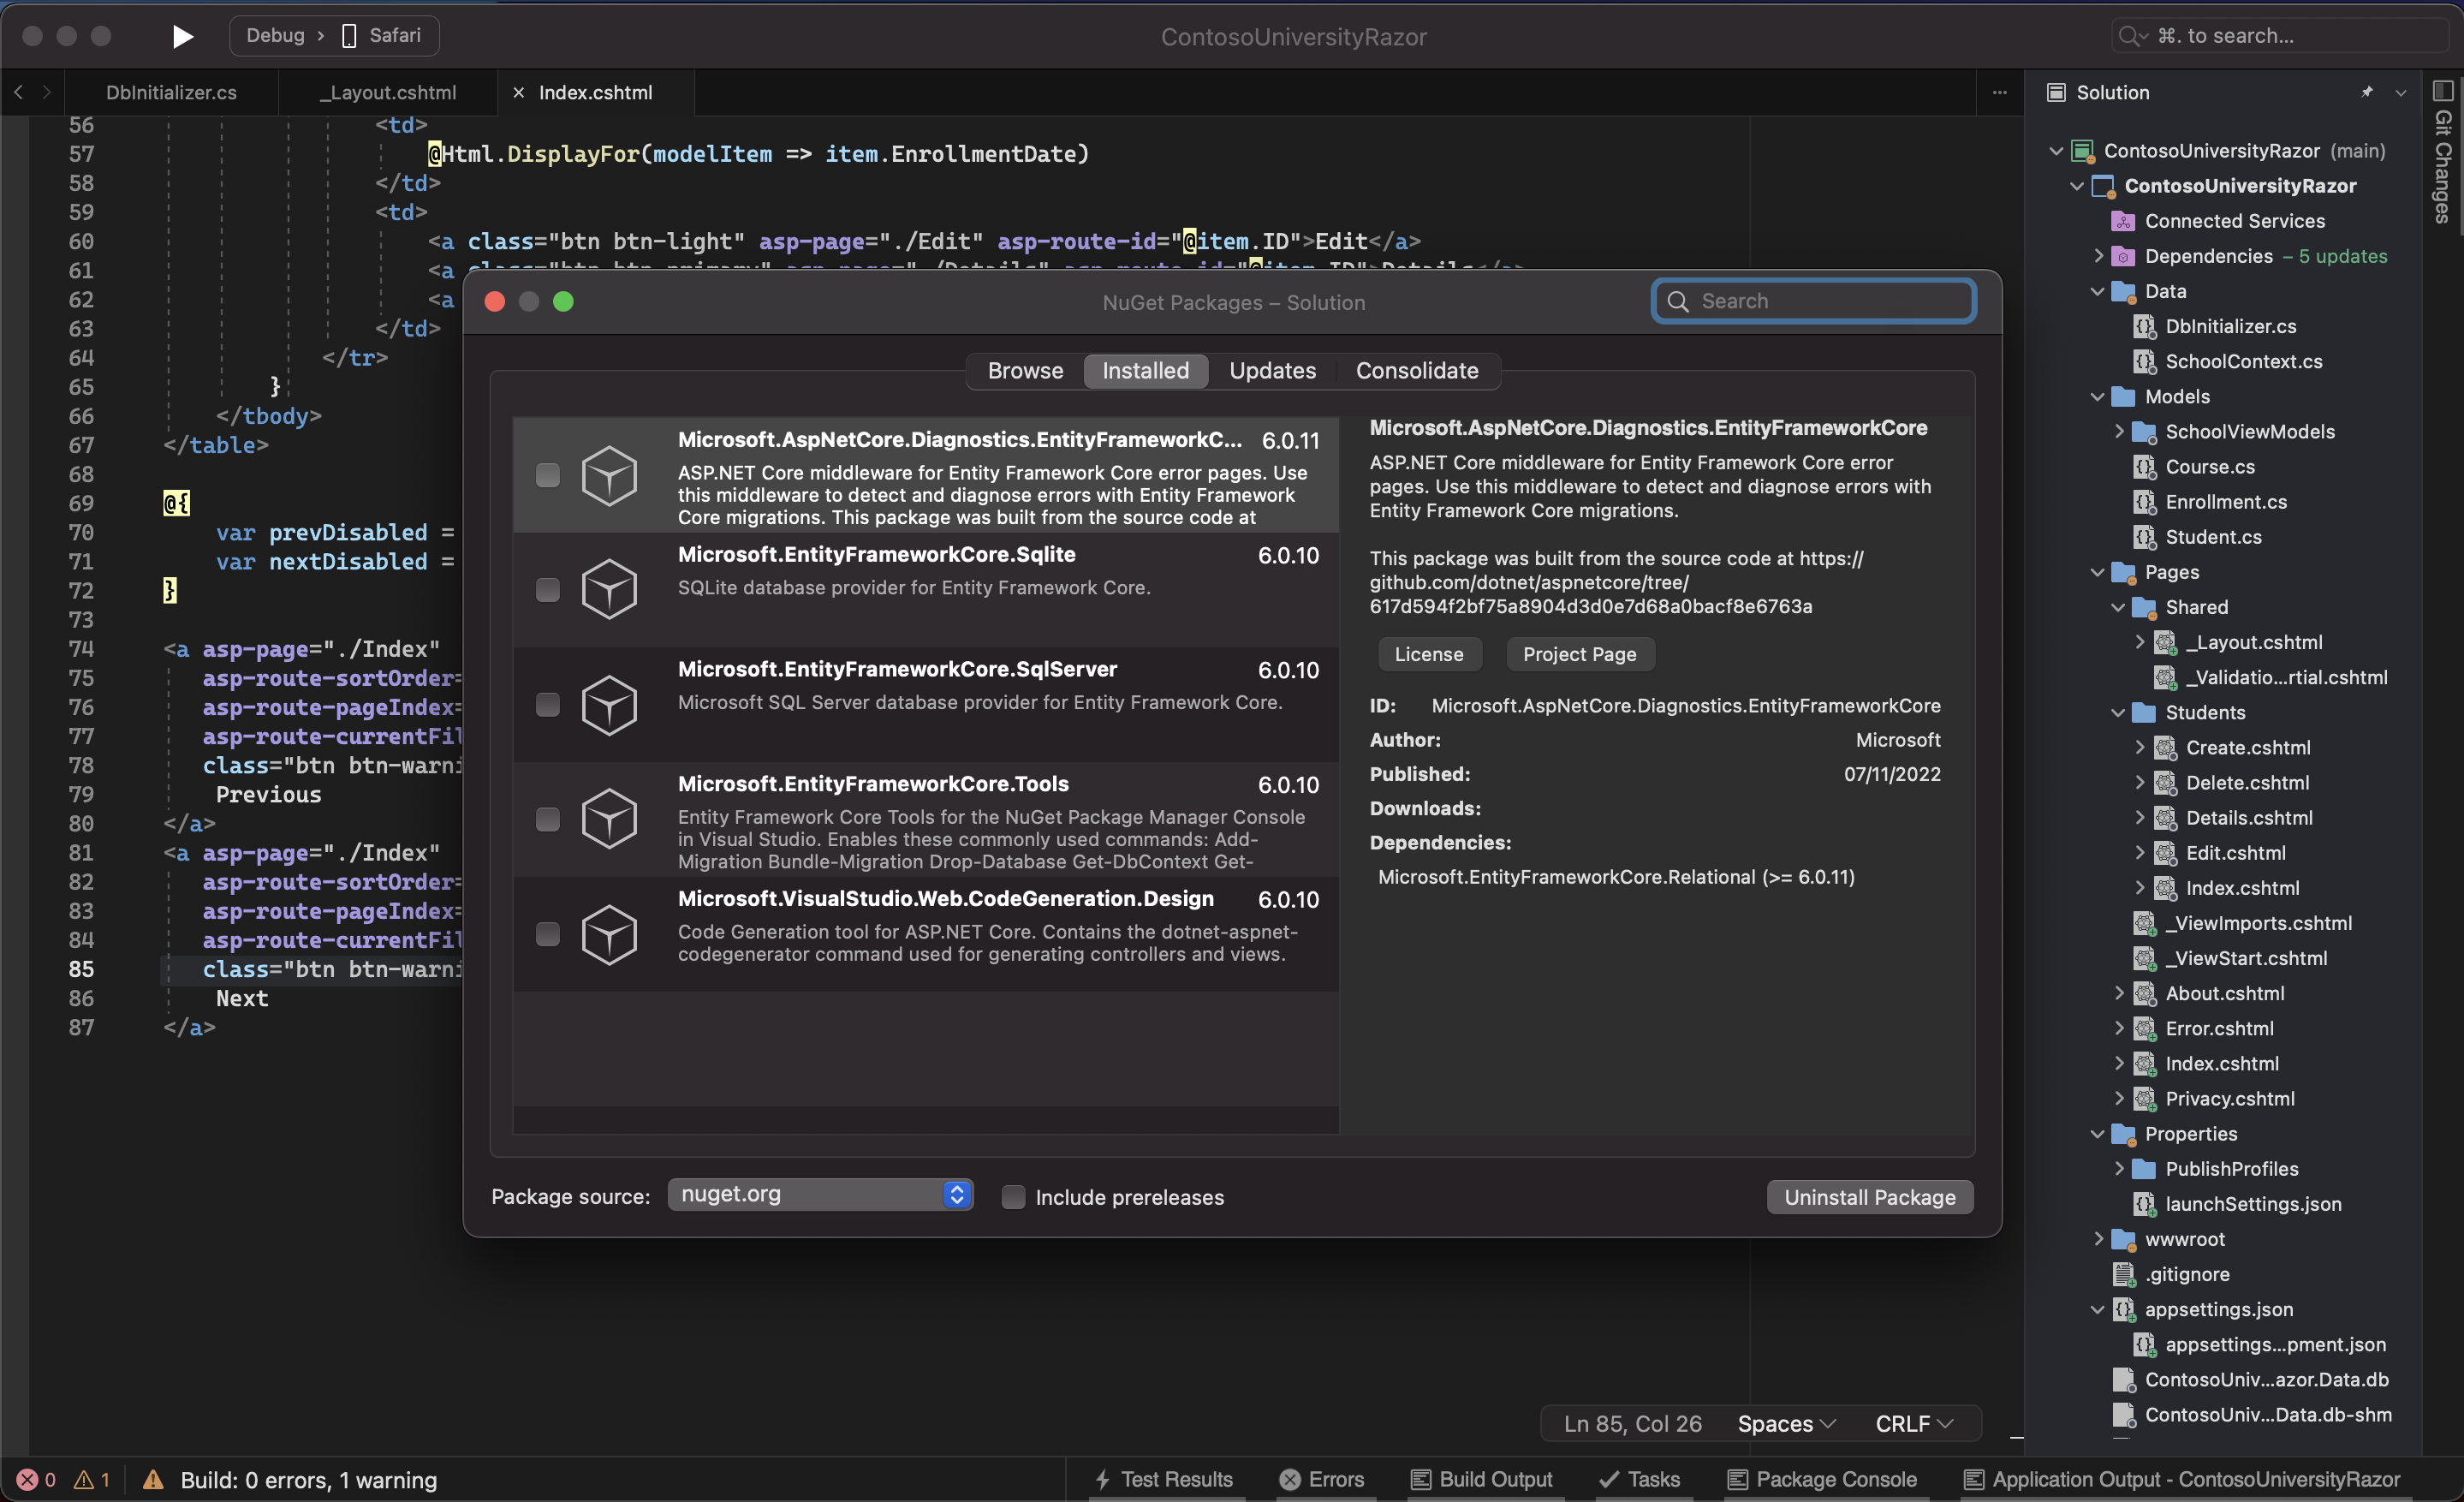 Debug › Safari
ContosoUniversityRazor
⌘. to search...
DbInitializer.cs
_Layout.cshtml
Index.cshtml
56 <td>
57 @Html.DisplayFor(modelItem => item.EnrollmentDate)
58 </td>
59 <td>
60 <a class="btn btn-light" asp-page="./Edit" asp-route-id="@item.ID">Edit</a>
61 <a class="btn btn-primary" asp-page="./Details" asp-route-id="@item.ID">Details</a>
62 <a
63 </td>
64 </tr>
65 }
66 </tbody>
67 </table>
68
69 @{
70 var prevDisabled =
71 var nextDisabled =
72 }
73
74 <a asp-page="./Index"
75 asp-route-sortOrder=
76 asp-route-pageIndex=
77 asp-route-currentFil
78 class="btn btn-warni
79 Previous
80 </a>
81 <a asp-page="./Index"
82 asp-route-sortOrder=
83 asp-route-pageIndex=
84 asp-route-currentFil
85 class="btn btn-warni
86 Next
87 </a>
NuGet Packages – Solution
Search
Browse
Installed
Updates
Consolidate
Microsoft.AspNetCore.Diagnostics.EntityFrameworkC... 6.0.11
ASP.NET Core middleware for Entity Framework Core error pages. Use
this middleware to detect and diagnose errors with Entity Framework
Core migrations. This package was built from the source code at
Microsoft.EntityFrameworkCore.Sqlite 6.0.10
SQLite database provider for Entity Framework Core.
Microsoft.EntityFrameworkCore.SqlServer 6.0.10
Microsoft SQL Server database provider for Entity Framework Core.
Microsoft.EntityFrameworkCore.Tools 6.0.10
Entity Framework Core Tools for the NuGet Package Manager Console
in Visual Studio. Enables these commonly used commands: Add-
Migration Bundle-Migration Drop-Database Get-DbContext Get-
Microsoft.VisualStudio.Web.CodeGeneration.Design 6.0.10
Code Generation tool for ASP.NET Core. Contains the dotnet-aspnet-
codegenerator command used for generating controllers and views.
Microsoft.AspNetCore.Diagnostics.EntityFrameworkCore
ASP.NET Core middleware for Entity Framework Core error
pages. Use this middleware to detect and diagnose errors with
Entity Framework Core migrations.
This package was built from the source code at https://
github.com/dotnet/aspnetcore/tree/
617d594f2bf75a8904d3d0e7d68a0bacf8e6763a
License
Project Page
ID: Microsoft.AspNetCore.Diagnostics.EntityFrameworkCore
Author: Microsoft
Published: 07/11/2022
Downloads:
Dependencies:
Microsoft.EntityFrameworkCore.Relational (>= 6.0.11)
Package source: nuget.org
Include prereleases
Uninstall Package
Solution
ContosoUniversityRazor (main)
ContosoUniversityRazor
Connected Services
Dependencies – 5 updates
Data
DbInitializer.cs
SchoolContext.cs
Models
SchoolViewModels
Course.cs
Enrollment.cs
Student.cs
Pages
Shared
_Layout.cshtml
_Validatio...rtial.cshtml
Students
Create.cshtml
Delete.cshtml
Details.cshtml
Edit.cshtml
Index.cshtml
_ViewImports.cshtml
_ViewStart.cshtml
About.cshtml
Error.cshtml
Index.cshtml
Privacy.cshtml
Properties
PublishProfiles
launchSettings.json
wwwroot
.gitignore
appsettings.json
appsettings...pment.json
ContosoUniv...azor.Data.db
ContosoUniv...Data.db-shm
Git Changes
Ln 85, Col 26
Spaces
CRLF
0
1
Build: 0 errors, 1 warning
Test Results
Errors
Build Output
Tasks
Package Console
Application Output - ContosoUniversityRazor